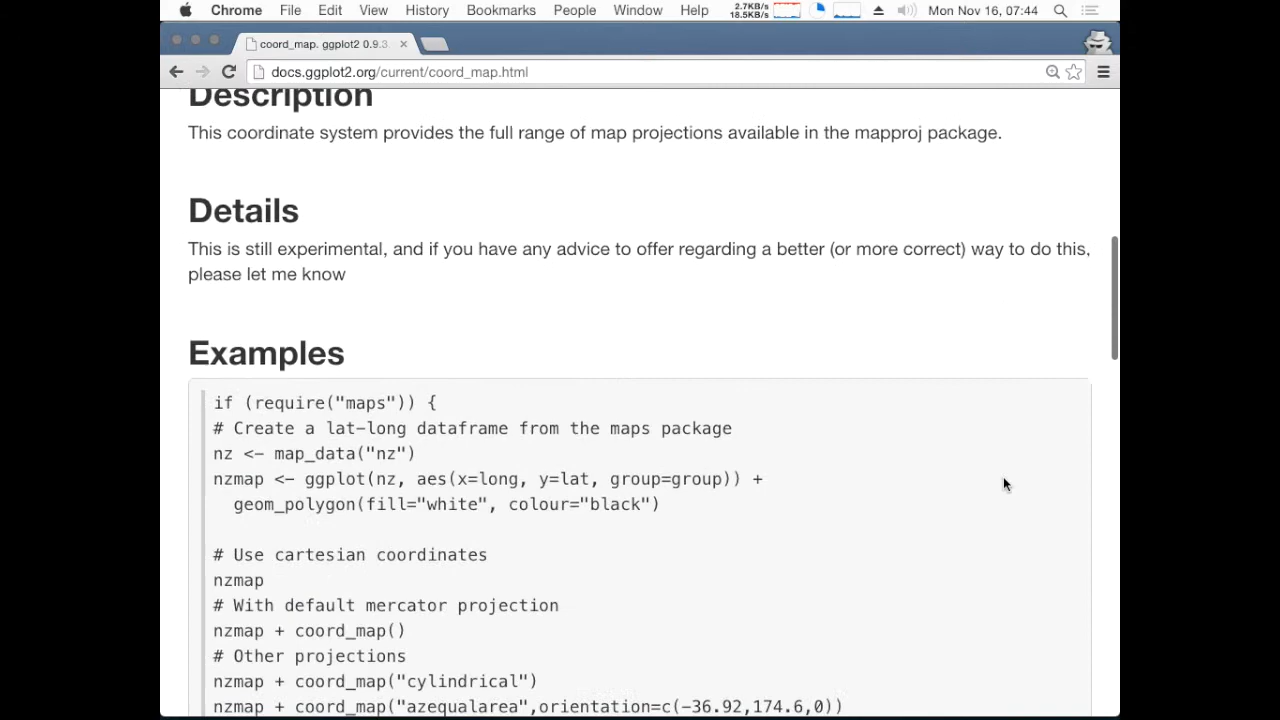 Chrome File Edit View History Bookmarks People Window Help 2.7KB/s 18.5KB/s Mon Nov 16, 07:44
coord_map. ggplot2 0.9.3
docs.ggplot2.org/current/coord_map.html
Description
This coordinate system provides the full range of map projections available in the mapproj package.
Details
This is still experimental, and if you have any advice to offer regarding a better (or more correct) way to do this,
please let me know
Examples
if (require("maps")) {
# Create a lat-long dataframe from the maps package
nz <- map_data("nz")
nzmap <- ggplot(nz, aes(x=long, y=lat, group=group)) +
  geom_polygon(fill="white", colour="black")
# Use cartesian coordinates
nzmap
# With default mercator projection
nzmap + coord_map()
# Other projections
nzmap + coord_map("cylindrical")
nzmap + coord_map("azequalarea",orientation=c(-36.92,174.6,0))